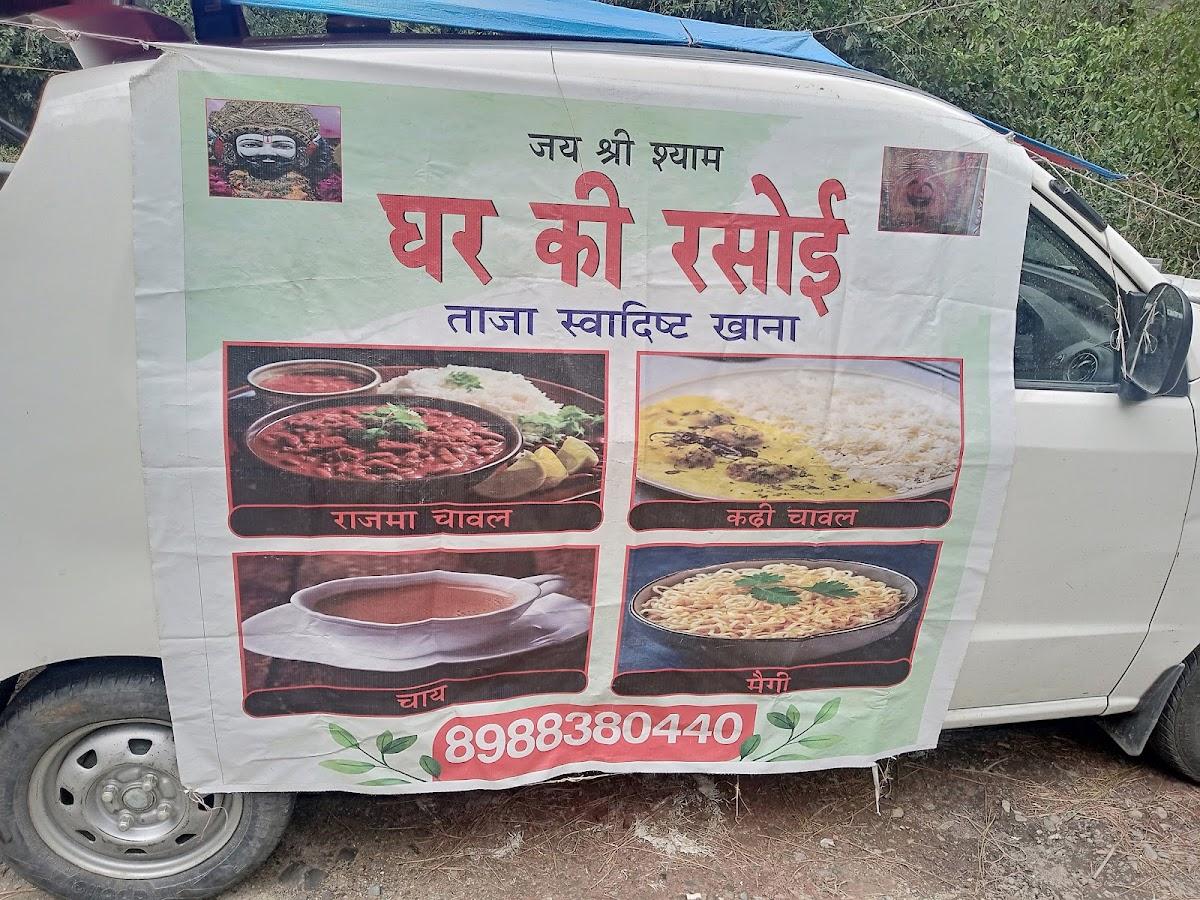 जय श्री श्याम
घर की रसोई
ताजा स्वादिष्ट खाना
राजमा चावल
कढी चावल
चाय
मैगी
8988380440